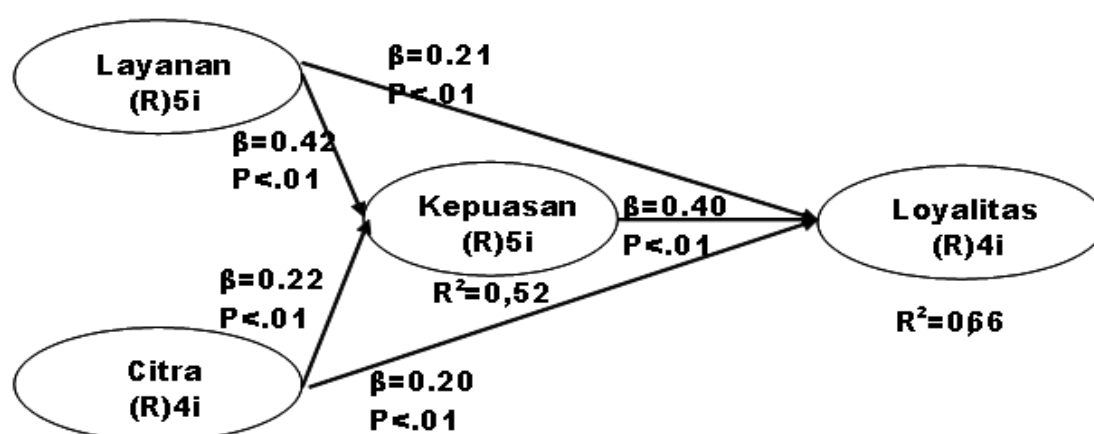 Layanan
(R)5i
β=0.21
P<.01
β=0.42
P<.01
Kepuasan
(R)5i
R²=0,52
β=0.40
P<.01
Loyalitas
(R)4i
R²=0,66
β=0.22
P<.01
Citra
(R)4i
β=0.20
P<.01